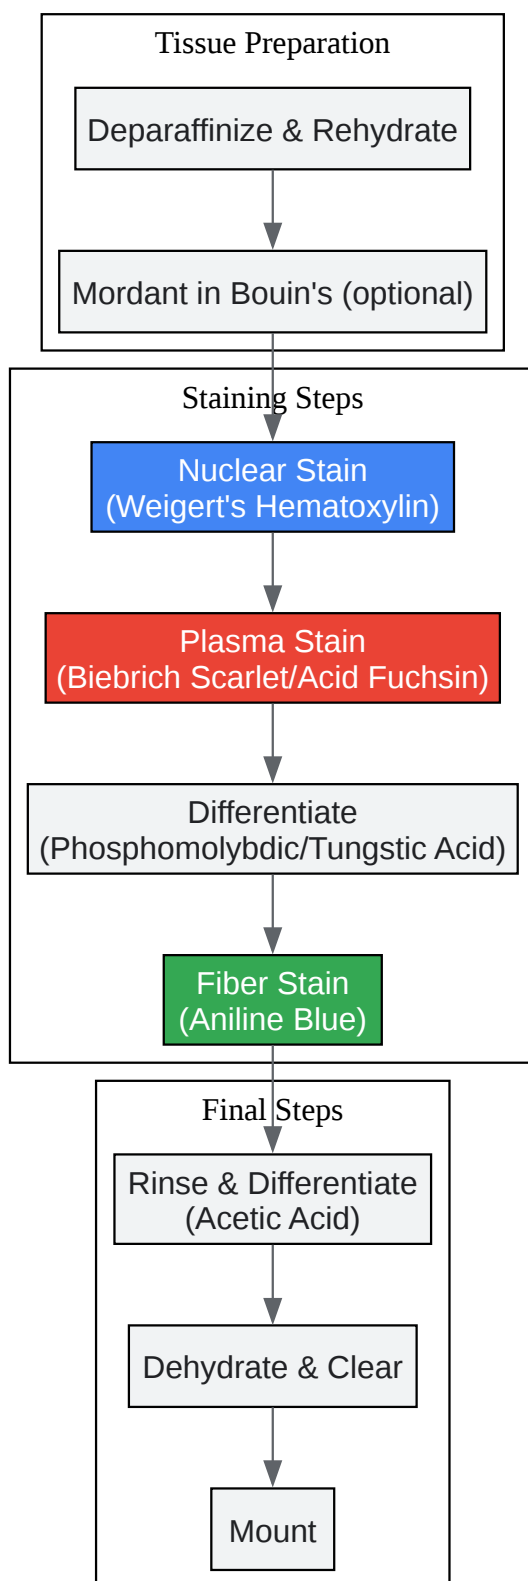 Tissue Preparation
Deparaffinize & Rehydrate
Mordant in Bouin's (optional)
Staining Steps
Nuclear Stain
(Weigert's Hematoxylin)
Plasma Stain
(Biebrich Scarlet/Acid Fuchsin)
Differentiate
(Phosphomolybdic/Tungstic Acid)
Fiber Stain
(Aniline Blue)
Final Steps
Rinse & Differentiate
(Acetic Acid)
Dehydrate & Clear
Mount